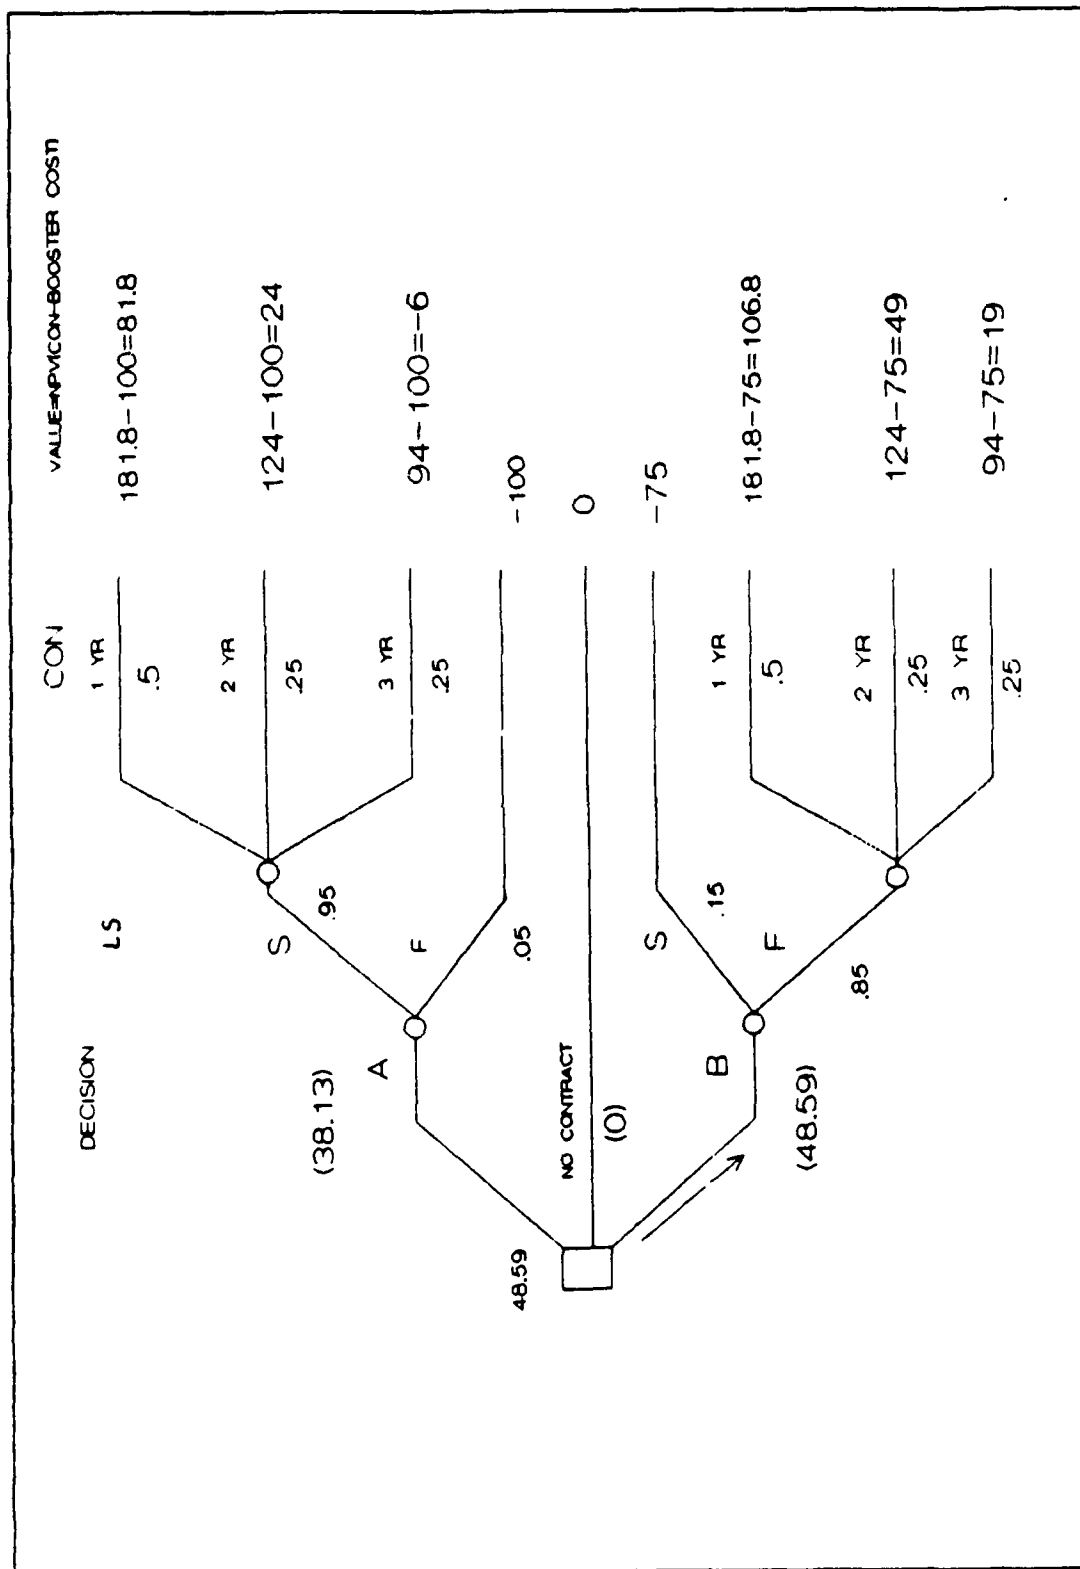 DECISION
LS
CON
VALUE=NPV(CON-BOOSTER COST)
1 YR
.5
181.8-100=81.8
2 YR
.25
124-100=24
3 YR
.25
94-100=-6
S
.95
F
.05
-100
(38.13)
A
48.59
NO CONTRACT
(0)
0
B
(48.59)
S
.15
-75
F
.85
1 YR
.5
181.8-75=106.8
2 YR
.25
124-75=49
3 YR
.25
94-75=19